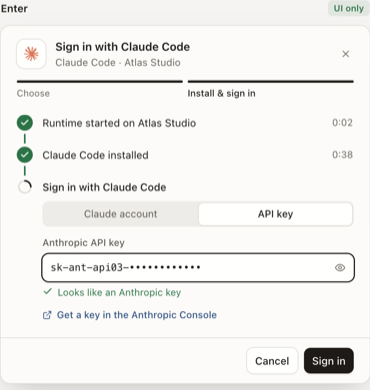 Enter
UI only
Sign in with Claude Code
Claude Code · Atlas Studio
Choose
Install & sign in
Runtime started on Atlas Studio 0:02
Claude Code installed 0:38
Sign in with Claude Code
Claude account
API key
Anthropic API key
sk-ant-api03-••••••••••••
Looks like an Anthropic key
Get a key in the Anthropic Console
Cancel
Sign in